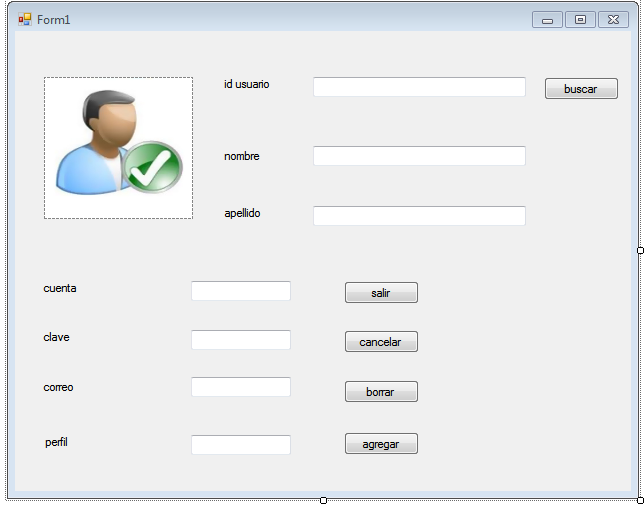 Form1
id usuario
buscar
nombre
apellido
cuenta
salir
clave
cancelar
correo
borrar
perfil
agregar